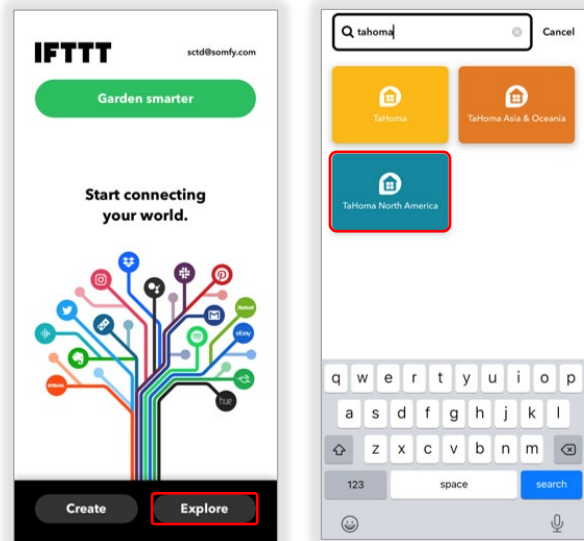 IFTTT
sctd@somfy.com
Garden smarter
Start connecting
your world.
hue
Create
Explore
tahoma
Cancel
TaHoma
TaHoma Asia & Oceania
TaHoma North America
q w e r t y u i o p
a s d f g h j k l
z x c v b n m
123
space
search